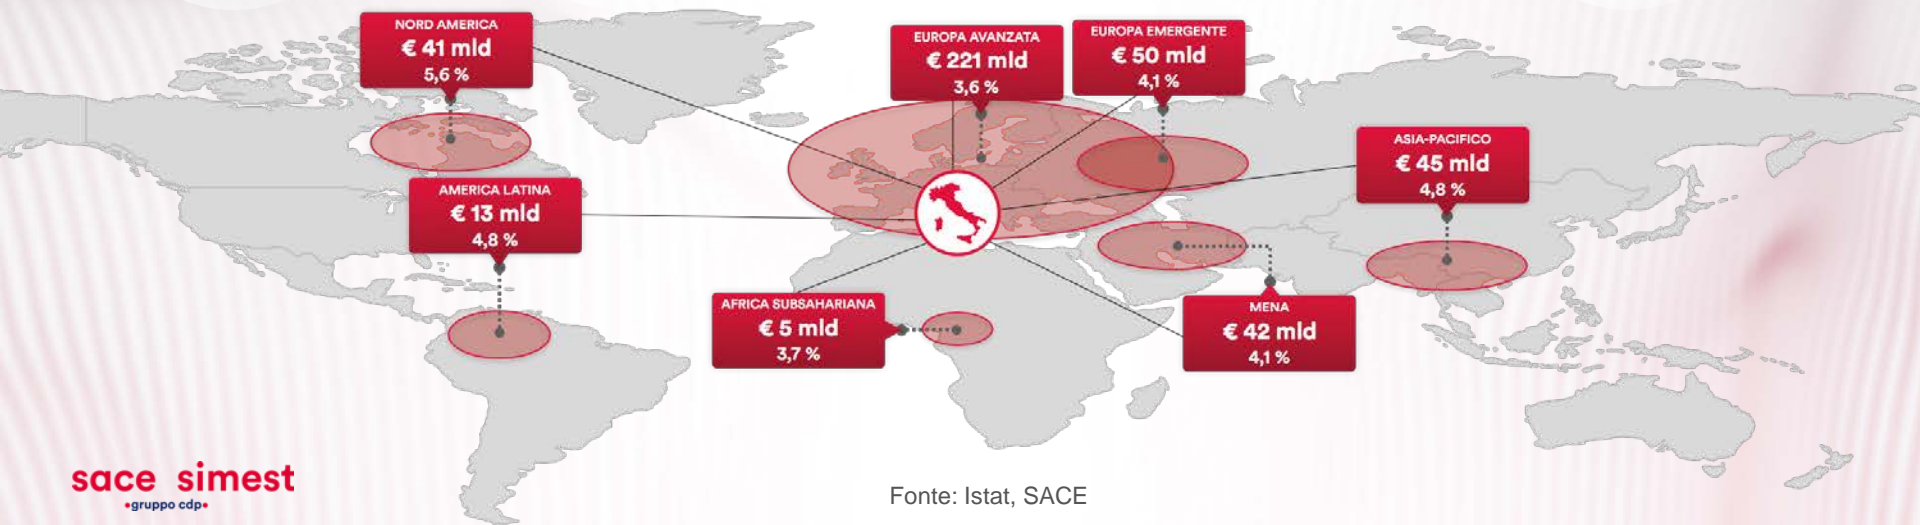 NORD AMERICA
€ 41 mld
5,6 %
EUROPA AVANZATA
€ 221 mld
3,6 %
EUROPA EMERGENTE
€ 50 mld
4,1 %
ASIA-PACIFICO
€ 45 mld
4,8 %
AMERICA LATINA
€ 13 mld
4,8 %
AFRICA SUBSAHARIANA
€ 5 mld
3,7 %
MENA
€ 42 mld
4,1 %
sace simest
•gruppo cdp•
Fonte: Istat, SACE